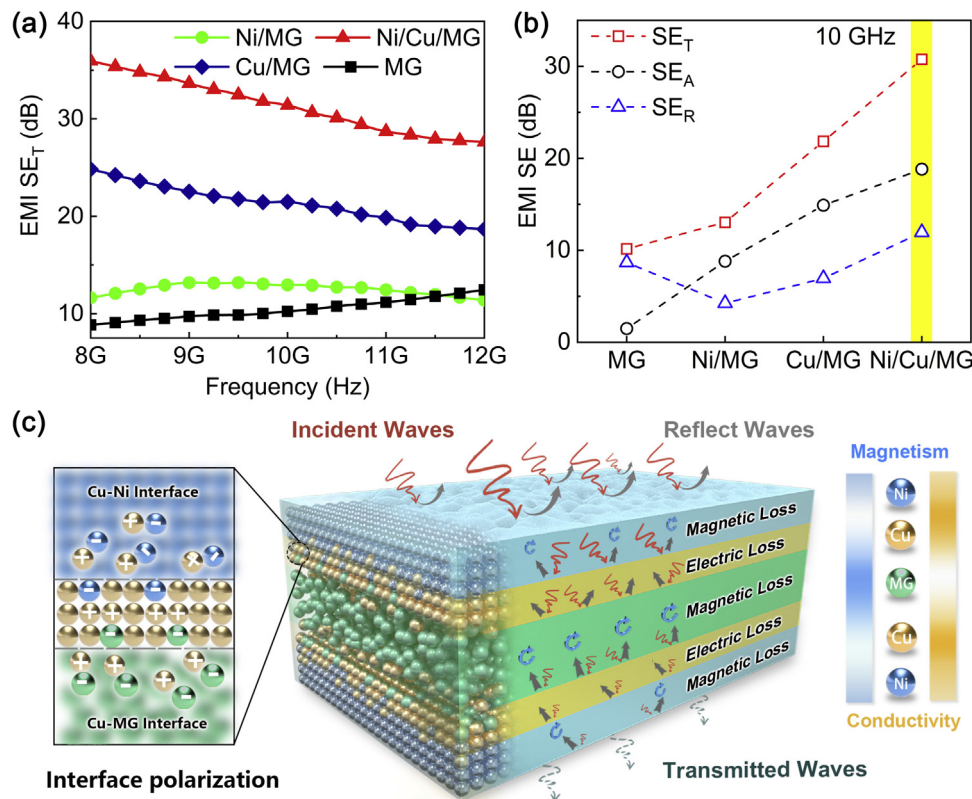 (a)
40
30
20
10
EMI SE_T (dB)
Ni/MG
Ni/Cu/MG
Cu/MG
MG
8G 9G 10G 11G 12G
Frequency (Hz)
(b)
30
20
10
0
EMI SE (dB)
SE_T
SE_A
SE_R
10 GHz
MG Ni/MG Cu/MG Ni/Cu/MG
(c)
Incident Waves
Reflect Waves
Cu-Ni Interface
Cu-MG Interface
Interface polarization
Magnetic Loss
Electric Loss
Magnetic Loss
Electric Loss
Magnetic Loss
Transmitted Waves
Magnetism
Ni
Cu
MG
Cu
Ni
Conductivity